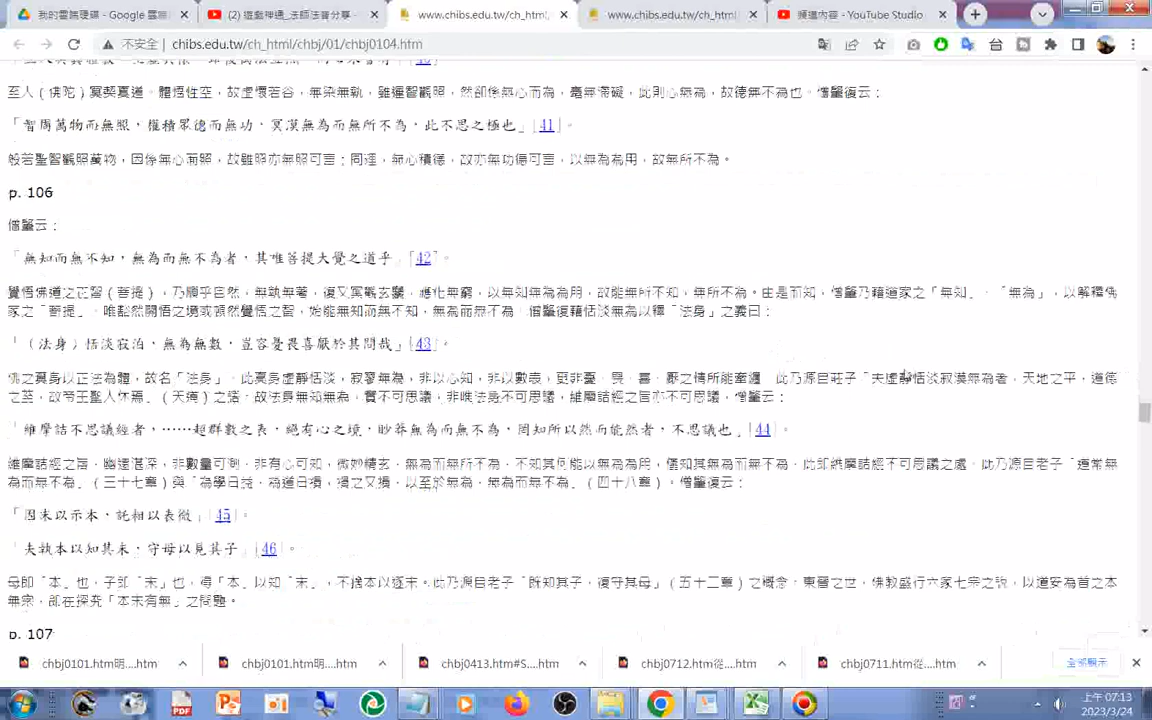 我的雲端硬碟 - Google 雲端
(2) 遊戲神通_法師法音分享 -
www.chibs.edu.tw/ch_html,
www.chibs.edu.tw/ch_html/
頻道內容 - YouTube Studio
不安全
chibs.edu.tw/ch_html/chbj/01/chbj0104.htm
至人（佛陀）冥契真道，體悟性空，故虛懷若谷，無染無執，雖運智觀照，然卻係無心而為，毫無滯礙，此則心無為，故德無不為也。僧肇復云：
「智周萬物而無照，權積眾德而無功，冥漠無為而無所不為，此不思之極也」[41]。
般若聖智觀照萬物，因係無心而照，故雖照亦無照可言；同理，無心積德，故亦無功德可言，以無為為用，故無所不為。
p. 106
僧肇云：
「無知而無不知，無為而無不為者，其唯菩提大覺之道乎」[42]。
覺悟佛道之花智（菩提），乃順乎自然，無執無著，復又冥觀玄鑒，應化無窮，以無知無為為用，故能無所不知，無所不為。由是而知，僧肇乃藉道家之「無知」、「無為」，以解釋佛
家之「菩提」。唯豁然開悟之境或頓然覺悟之智，始能無知而無不知，無為而無不為。僧肇復藉恬淡無為以釋「法身」之義曰：
「（法身）恬淡寂泊，無為無數，豈容憂畏喜厭於其間哉」[43]。
佛之真身以正法為體，故名「法身」。此真身虛靜恬淡，寂寥無為，非以心知，非以數表，更非憂、畏、喜、厭之情所能牽繼。此乃源自莊子「夫虛靜恬淡寂漠無為者，天地之平，道德
之至，故帝王聖人休焉」（天道）之語。故法身無知無為，實不可思議，非唯法身不可思議，維摩詰經之旨亦不可思議，僧肇云：
「維摩詰不思議經者，……超群數之表，絕有心之境，眇莽無為而無不為，罔知所以然而能然者，不思議也」[44]。
維摩詰經之旨，幽遠甚深，非數量可測，非有心可知，微妙精玄，無為而無所不為，不知其何能以無為為用，僅知其無為而無不為，此即維摩詰經不可思議之處。此乃源自老子「道常無
為而無不為」（三十七章）與「為學日益，為道日損，損之又損，以至於無為，無為而無不為」（四十八章）。僧肇復云：
「因末以示本，託相以表微」[45]。
「夫執本以知其末，守母以見其子」[46]。
母即「本」也，子即「末」也，得「本」以知「末」，不捨本以逐末。此乃源自老子「既知其子，復守其母」（五十二章）之概念，東晉之世，佛教盛行六家七宗之說，以道安為首之本
無宗，即在探究「本末有無」之問題。
p. 107
chbj0101.htm明....htm
chbj0101.htm明....htm
chbj0413.htm#S....htm
chbj0712.htm從....htm
chbj0711.htm從....htm
全部顯示
上午 07:13
2023/3/24